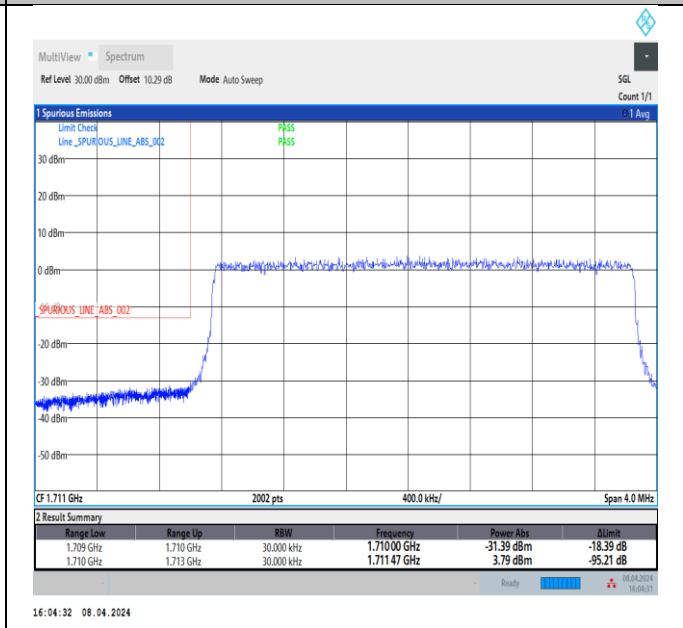 MultiView Spectrum
Ref Level 30.00 dBm Offset 10.29 dB Mode Auto Sweep SGL
Count 1/1
1 Spurious Emissions 1 Avg
Limit Check PASS
Line _SPURIOUS_LINE_ABS_002 PASS
30 dBm
20 dBm
10 dBm
0 dBm
_SPURIOUS_LINE_ABS_002
-20 dBm
-30 dBm
-40 dBm
-50 dBm
CF 1.711 GHz 2002 pts 400.0 kHz/ Span 4.0 MHz
2 Result Summary
Range Low Range Up RBW Frequency Power Abs ΔLimit
1.709 GHz 1.710 GHz 30.000 kHz 1.71000 GHz -31.39 dBm -18.39 dB
1.710 GHz 1.713 GHz 30.000 kHz 1.71147 GHz 3.79 dBm -95.21 dB
Ready 08.04.2024
16:04:31
16:04:32 08.04.2024